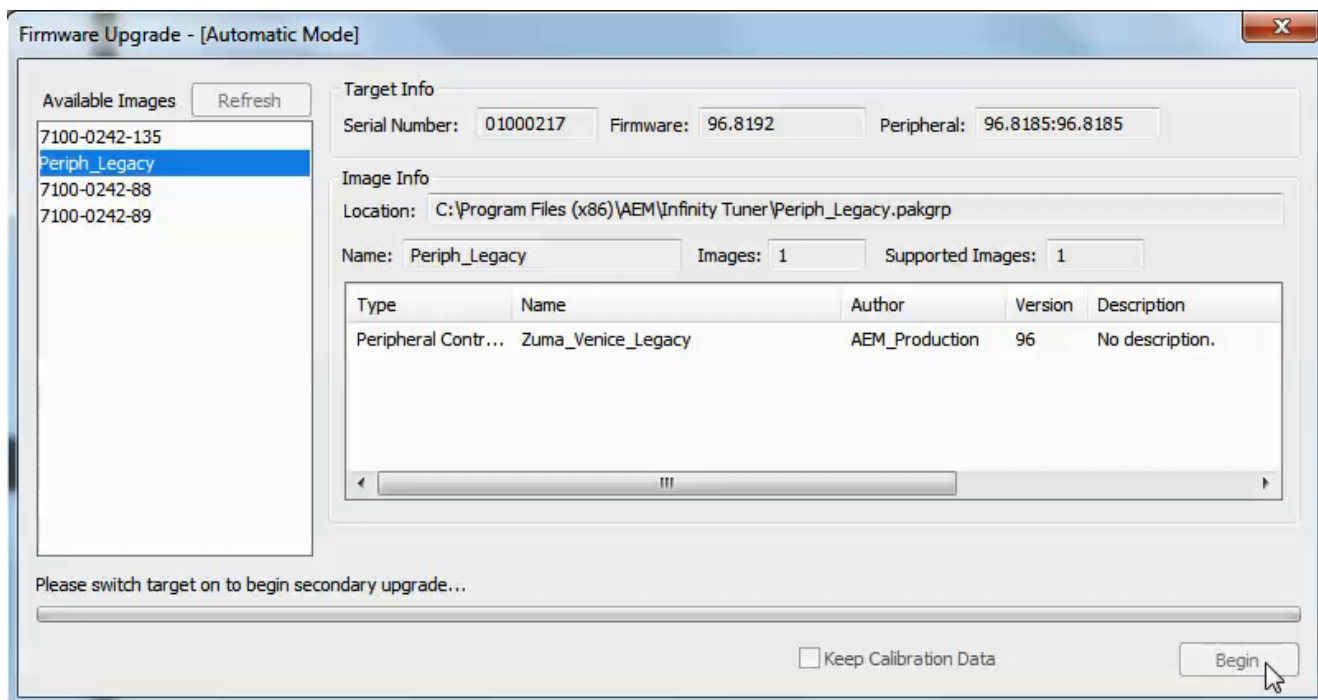 Firmware Upgrade - [Automatic Mode]
Available Images
Refresh
7100-0242-135
Periph_Legacy
7100-0242-88
7100-0242-89
Target Info
Serial Number: 01000217 Firmware: 96.8192 Peripheral: 96.8185:96.8185
Image Info
Location: C:\Program Files (x86)\AEM\Infinity Tuner\Periph_Legacy.pakgrp
Name: Periph_Legacy Images: 1 Supported Images: 1
Type Name Author Version Description
Peripheral Contr... Zuma_Venice_Legacy AEM_Production 96 No description.
Please switch target on to begin secondary upgrade...
Keep Calibration Data
Begin